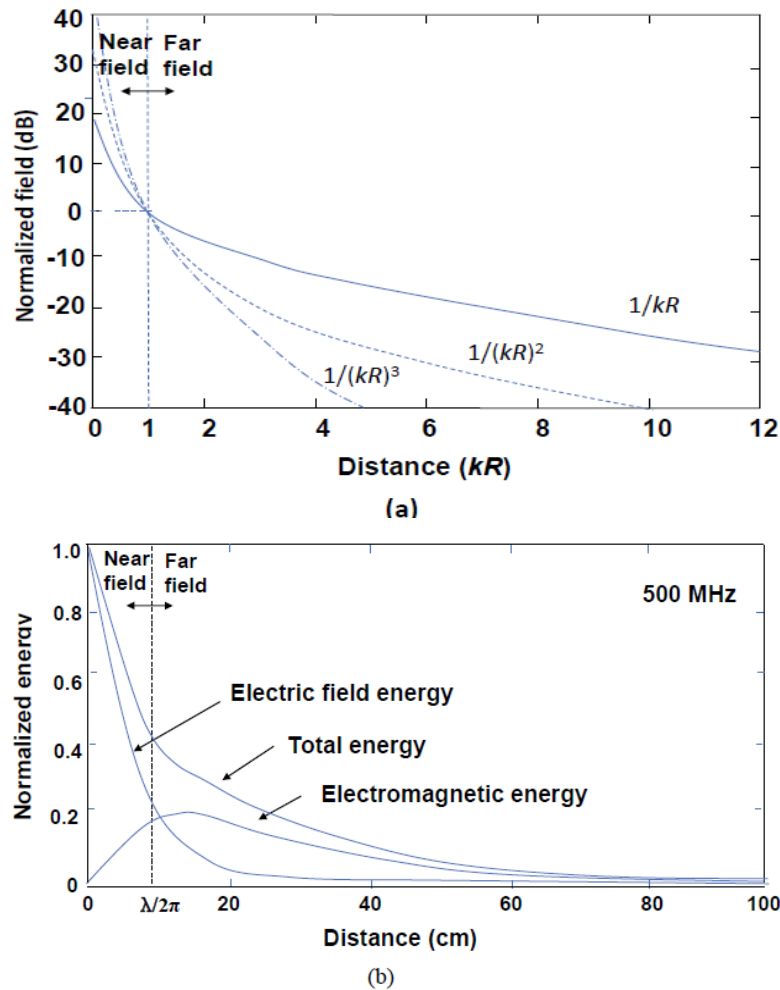 40
30
20
10
0
-10
-20
-30
-40
Normalized field (dB)
Near
field
Far
field
1/kR
1/(kR)²
1/(kR)³
0
1
2
4
6
8
10
12
Distance (kR)
(a)
1.0
0.8
0.6
0.4
0.2
0
Normalized energy
Near
field
Far
field
500 MHz
Electric field energy
Total energy
Electromagnetic energy
0
λ/2π
20
40
60
80
100
Distance (cm)
(b)